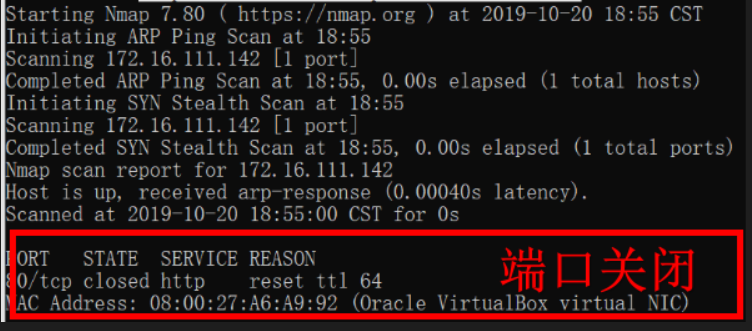 Starting Nmap 7.80 ( https://nmap.org ) at 2019-10-20 18:55 CST
Initiating ARP Ping Scan at 18:55
Scanning 172.16.111.142 [1 port]
Completed ARP Ping Scan at 18:55, 0.00s elapsed (1 total hosts)
Initiating SYN Stealth Scan at 18:55
Scanning 172.16.111.142 [1 port]
Completed SYN Stealth Scan at 18:55, 0.00s elapsed (1 total ports)
Nmap scan report for 172.16.111.142
Host is up, received arp-response (0.00040s latency).
Scanned at 2019-10-20 18:55:00 CST for 0s
PORT STATE SERVICE REASON
端口关闭
80/tcp closed http reset ttl 64
MAC Address: 08:00:27:A6:A9:92 (Oracle VirtualBox virtual NIC)